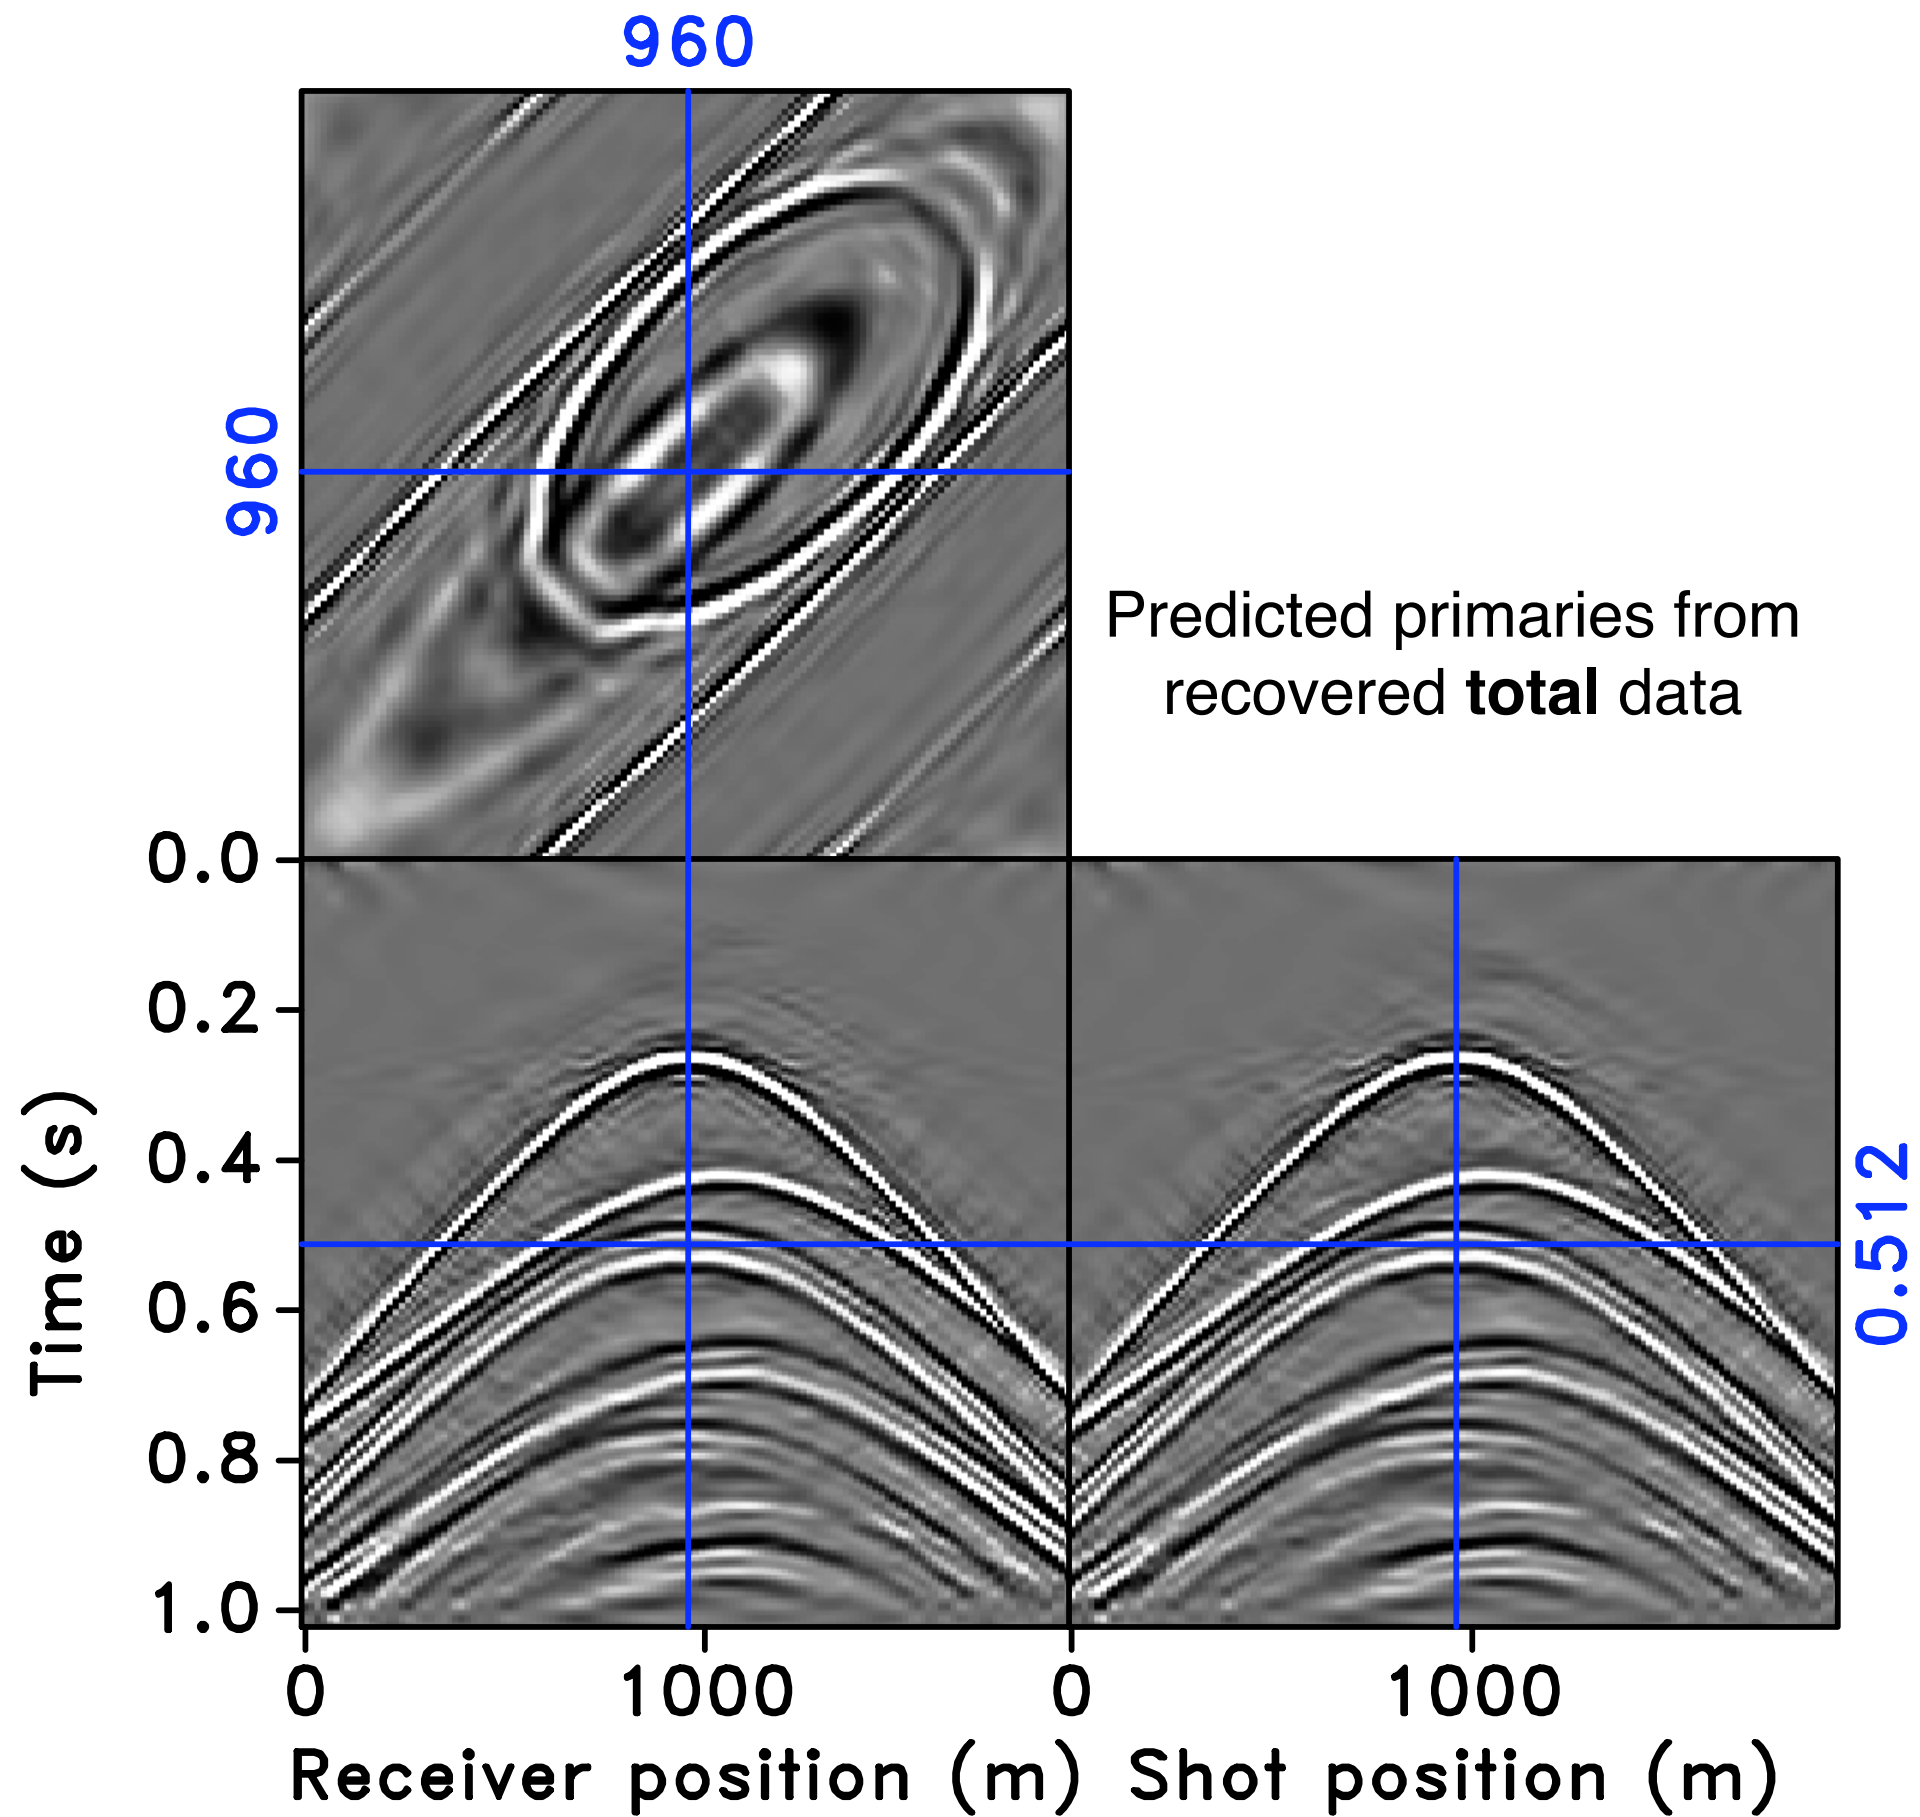 960
960
Predicted primaries from
recovered total data
0.0
0.2
0.4
0.6
0.8
1.0
Time (s)
0.512
0 1000 0 1000
Receiver position (m) Shot position (m)